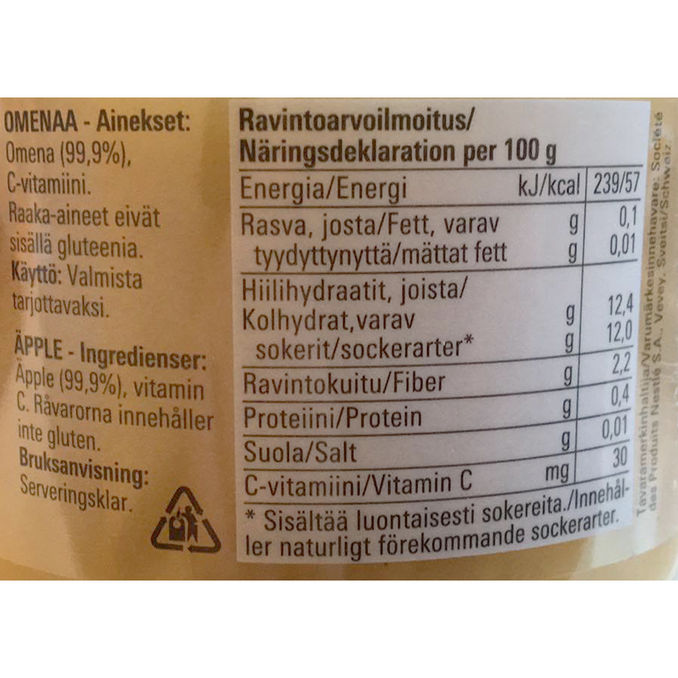 OMENAA - Ainekset:
Omena (99,9%),
C-vitamiini.
Raaka-aineet eivät
sisällä gluteenia.
Käyttö: Valmista
tarjottavaksi.
ÄPPLE - Ingredienser:
Äpple (99,9%), vitamin
C. Råvarorna innehåller
inte gluten.
Bruksanvisning:
Serveringsklar.
Ravintoarvoilmoitus/
Näringsdeklaration per 100 g
Energia/Energi kJ/kcal 239/57
Rasva, josta/Fett, varav g 0,1
tyydyttynyttä/mättat fett g 0,01
Hiilihydraatit, joista/
Kolhydrat,varav g 12,4
sokerit/sockerarter* g 12,0
Ravintokuitu/Fiber g 2,2
Proteiini/Protein g 0,4
Suola/Salt g 0,01
C-vitamiini/Vitamin C mg 30
* Sisältää luontaisesti sokereita./Innehål-
ler naturligt förekommande sockerarter.
Tavaramerkinhaltija/Varumärkesinnehavare: Société
des Produits Nestlé S.A., Vevey, Sveitsi/Schweiz.